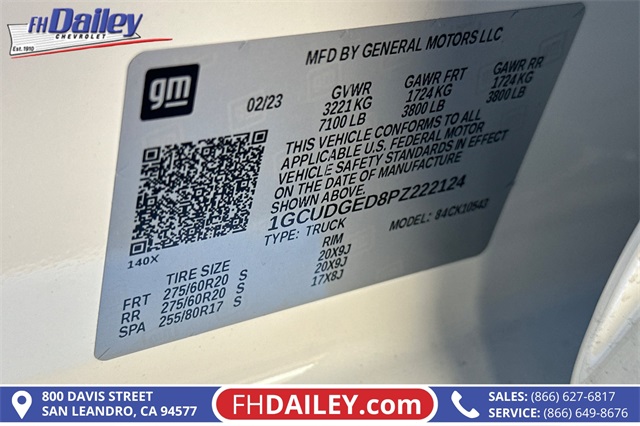 FHDailey
CHEVROLET
Est. 1910
gm
MFD BY GENERAL MOTORS LLC
02/23
GVWR GAWR FRT GAWR RR
3221 KG 1724 KG 1724 KG
7100 LB 3800 LB 3800 LB
THIS VEHICLE CONFORMS TO ALL
APPLICABLE U.S. FEDERAL MOTOR
VEHICLE SAFETY STANDARDS IN EFFECT
ON THE DATE OF MANUFACTURE
SHOWN ABOVE.
1GCUDGED8PZ222124
TYPE: TRUCK MODEL: 84CK10543
140X
TIRE SIZE RIM
FRT 275/60R20 S 20X9J
RR 275/60R20 S 20X9J
SPA 255/80R17 S 17X8J
800 DAVIS STREET
SAN LEANDRO, CA 94577
FHDAILEY.com
SALES: (866) 627-6817
SERVICE: (866) 649-8676